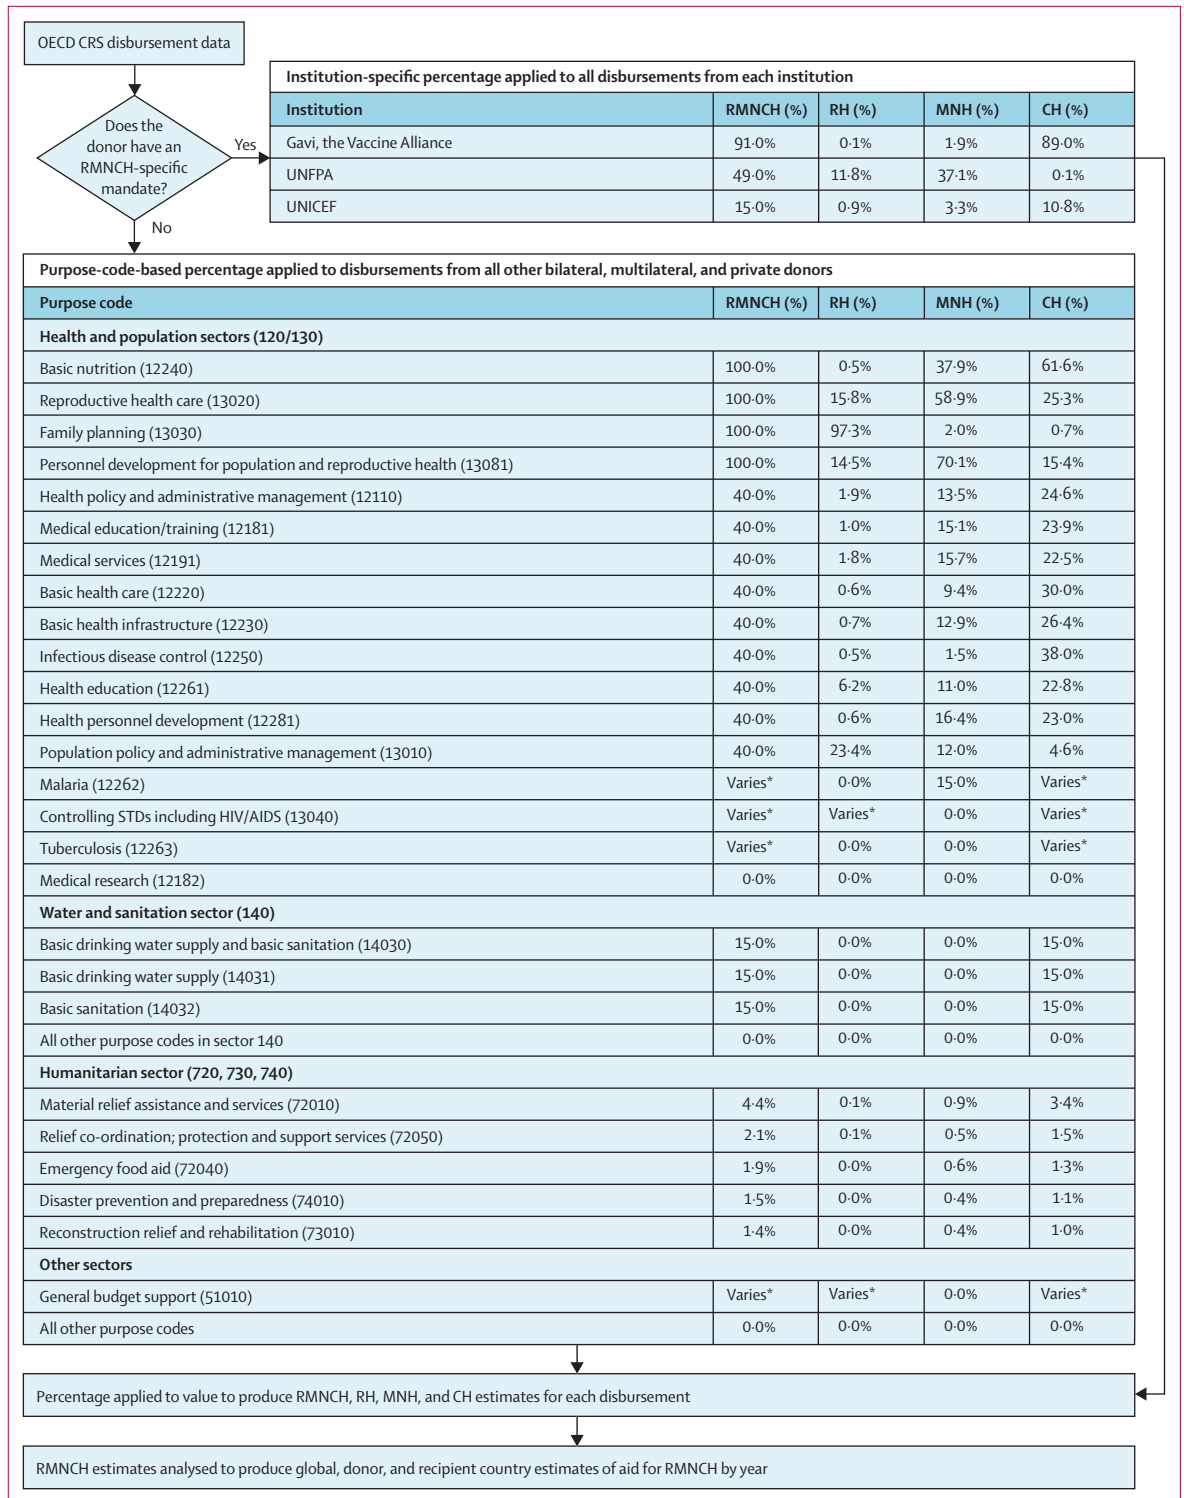 OECD CRS disbursement data
Does the
donor have an
RMNCH-specific
mandate?
Yes
No
Institution-specific percentage applied to all disbursements from each institution
Institution RMNCH (%) RH (%) MNH (%) CH (%)
Gavi, the Vaccine Alliance 91·0% 0·1% 1·9% 89·0%
UNFPA 49·0% 11·8% 37·1% 0·1%
UNICEF 15·0% 0·9% 3·3% 10·8%
Purpose-code-based percentage applied to disbursements from all other bilateral, multilateral, and private donors
Purpose code RMNCH (%) RH (%) MNH (%) CH (%)
Health and population sectors (120/130)
Basic nutrition (12240) 100·0% 0·5% 37·9% 61·6%
Reproductive health care (13020) 100·0% 15·8% 58·9% 25·3%
Family planning (13030) 100·0% 97·3% 2·0% 0·7%
Personnel development for population and reproductive health (13081) 100·0% 14·5% 70·1% 15·4%
Health policy and administrative management (12110) 40·0% 1·9% 13·5% 24·6%
Medical education/training (12181) 40·0% 1·0% 15·1% 23·9%
Medical services (12191) 40·0% 1·8% 15·7% 22·5%
Basic health care (12220) 40·0% 0·6% 9·4% 30·0%
Basic health infrastructure (12230) 40·0% 0·7% 12·9% 26·4%
Infectious disease control (12250) 40·0% 0·5% 1·5% 38·0%
Health education (12261) 40·0% 6·2% 11·0% 22·8%
Health personnel development (12281) 40·0% 0·6% 16·4% 23·0%
Population policy and administrative management (13010) 40·0% 23·4% 12·0% 4·6%
Malaria (12262) Varies* 0·0% 15·0% Varies*
Controlling STDs including HIV/AIDS (13040) Varies* Varies* 0·0% Varies*
Tuberculosis (12263) Varies* 0·0% 0·0% Varies*
Medical research (12182) 0·0% 0·0% 0·0% 0·0%
Water and sanitation sector (140)
Basic drinking water supply and basic sanitation (14030) 15·0% 0·0% 0·0% 15·0%
Basic drinking water supply (14031) 15·0% 0·0% 0·0% 15·0%
Basic sanitation (14032) 15·0% 0·0% 0·0% 15·0%
All other purpose codes in sector 140 0·0% 0·0% 0·0% 0·0%
Humanitarian sector (720, 730, 740)
Material relief assistance and services (72010) 4·4% 0·1% 0·9% 3·4%
Relief co-ordination; protection and support services (72050) 2·1% 0·1% 0·5% 1·5%
Emergency food aid (72040) 1·9% 0·0% 0·6% 1·3%
Disaster prevention and preparedness (74010) 1·5% 0·0% 0·4% 1·1%
Reconstruction relief and rehabilitation (73010) 1·4% 0·0% 0·4% 1·0%
Other sectors
General budget support (51010) Varies* Varies* 0·0% Varies*
All other purpose codes 0·0% 0·0% 0·0% 0·0%
Percentage applied to value to produce RMNCH, RH, MNH, and CH estimates for each disbursement
RMNCH estimates analysed to produce global, donor, and recipient country estimates of aid for RMNCH by year